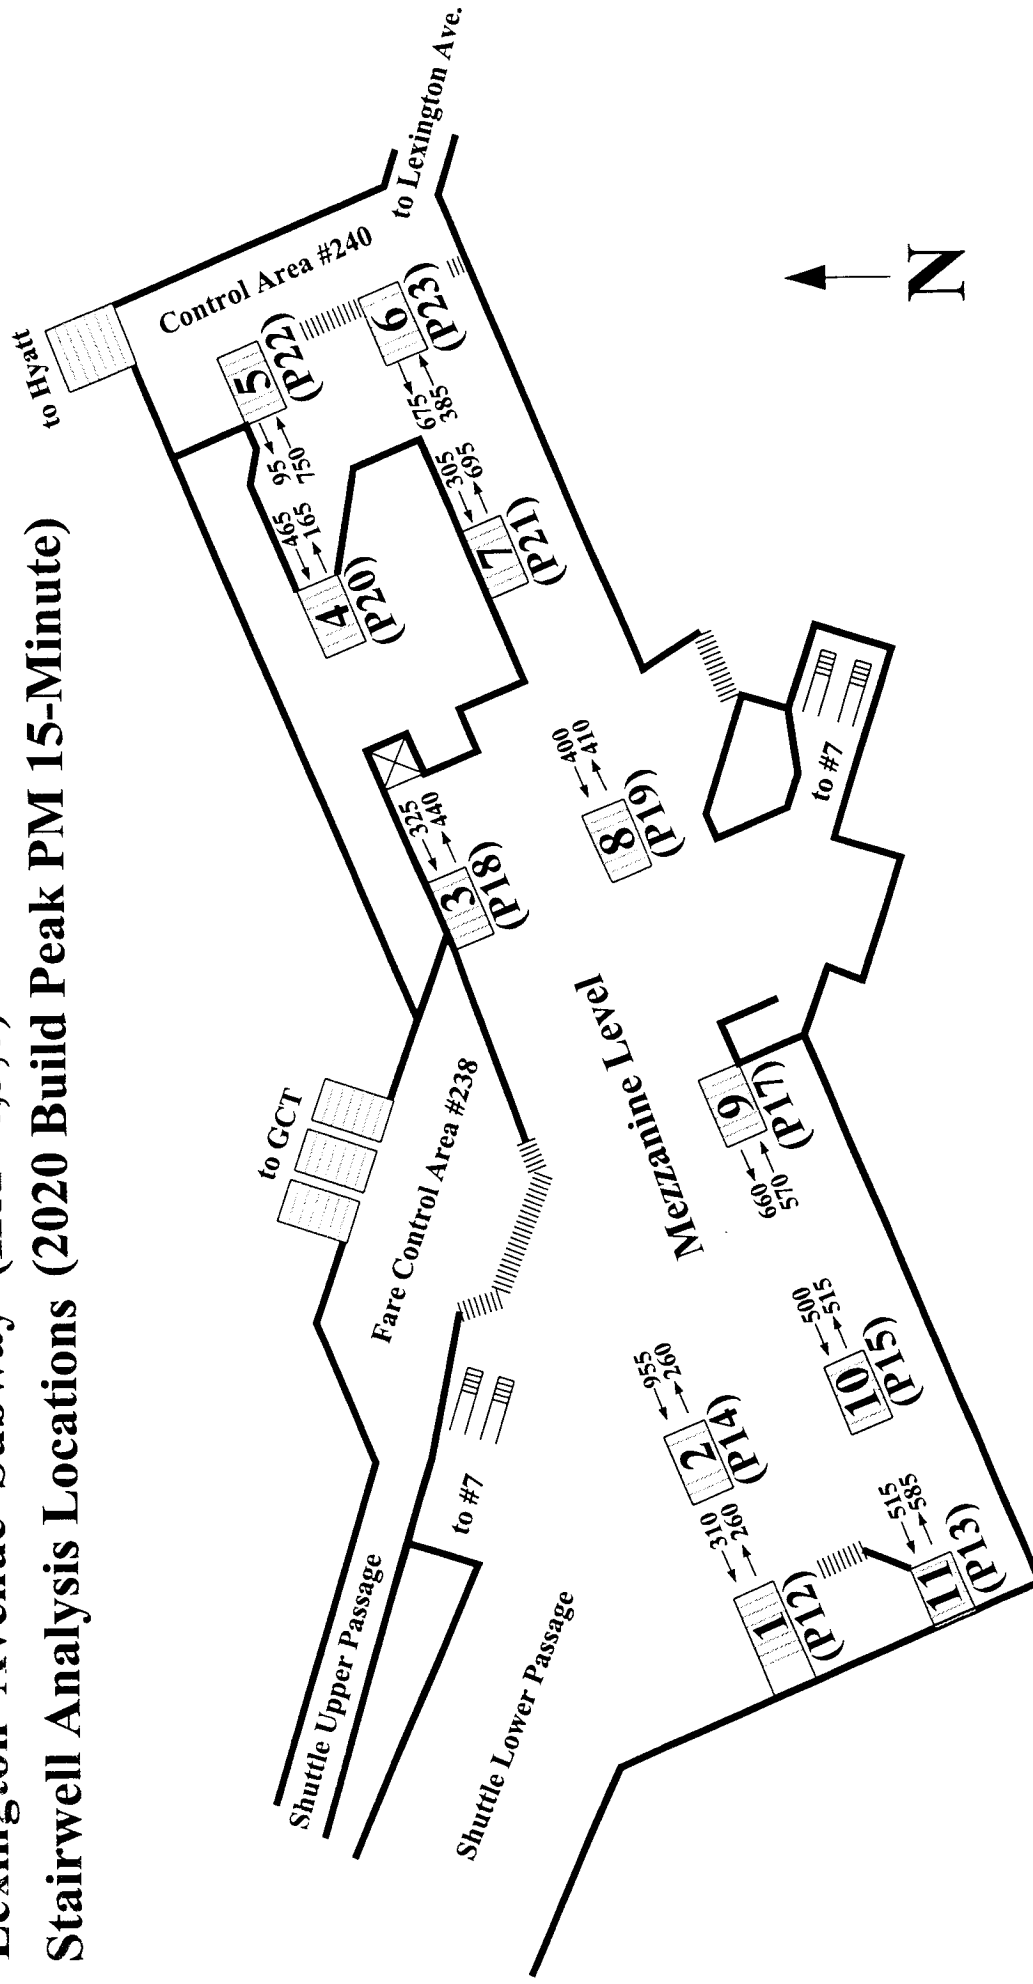 Lexington Avenue Subway
Stairwell Analysis Locations (2020 Build Peak PM 15-Minute)
to Hyatt
Control Area #240
to Lexington Ave.
5
(P22)
95
750
6
(P23)
675
385
465
165
4
(P20)
305
695
7
(P21)
325
440
3
(P18)
400
410
8
(P19)
to #7
N
to GCT
Fare Control Area #238
Mezzanine Level
9
(P17)
660
570
500
515
10
(P15)
955
260
2
(P14)
310
260
1
(P12)
515
585
11
(P13)
to #7
Shuttle Upper Passage
Shuttle Lower Passage